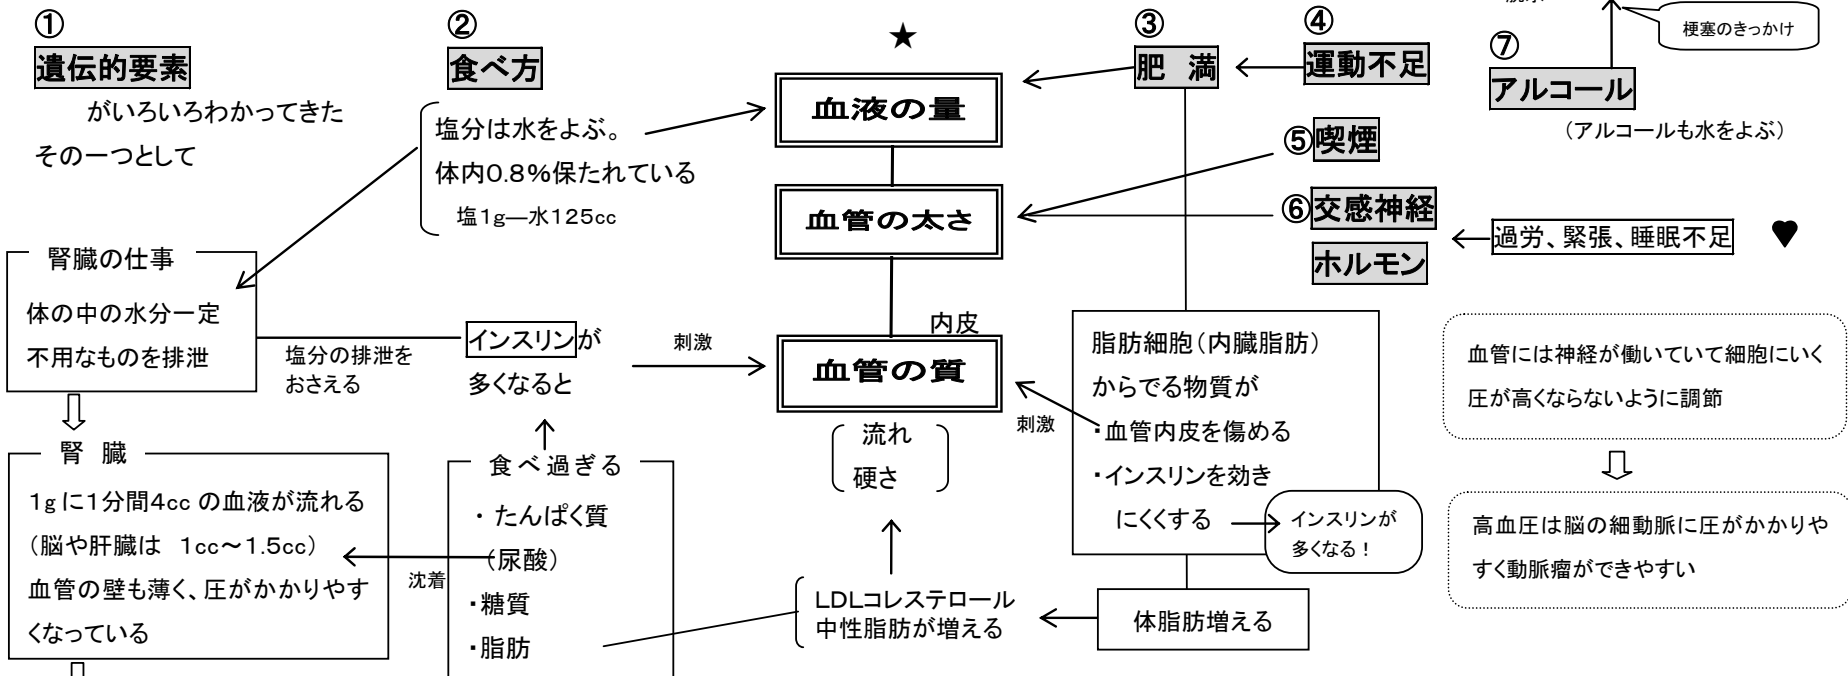 ①
遺伝的要素
がいろいろわかってきた
その一つとして
②
食べ方
塩分は水をよぶ。
体内0.8%保たれている
塩1g―水125cc
★
血液の量
血管の太さ
内皮
血管の質
流れ
硬さ
③
肥 満
④
運動不足
⑤喫煙
⑥交感神経
ホルモン
過労、緊張、睡眠不足
♥
⑦
アルコール
(アルコールも水をよぶ)
梗塞のきっかけ
腎臓の仕事
体の中の水分一定
不用なものを排泄
塩分の排泄を
おさえる
インスリンが
多くなると
刺激
腎 臓
1gに1分間4cc の血液が流れる
(脳や肝臓は 1cc~1.5cc)
血管の壁も薄く、圧がかかりやす
くなっている
沈着
食べ過ぎる
・たんぱく質
(尿酸)
・糖質
・脂肪
LDLコレステロール
中性脂肪が増える
体脂肪増える
刺激
脂肪細胞(内臓脂肪)
からでる物質が
・血管内皮を傷める
・インスリンを効き
にくくする
インスリンが
多くなる!
血管には神経が働いていて細胞にいく
圧が高くならないように調節
高血圧は脳の細動脈に圧がかかりや
すく動脈瘤ができやすい